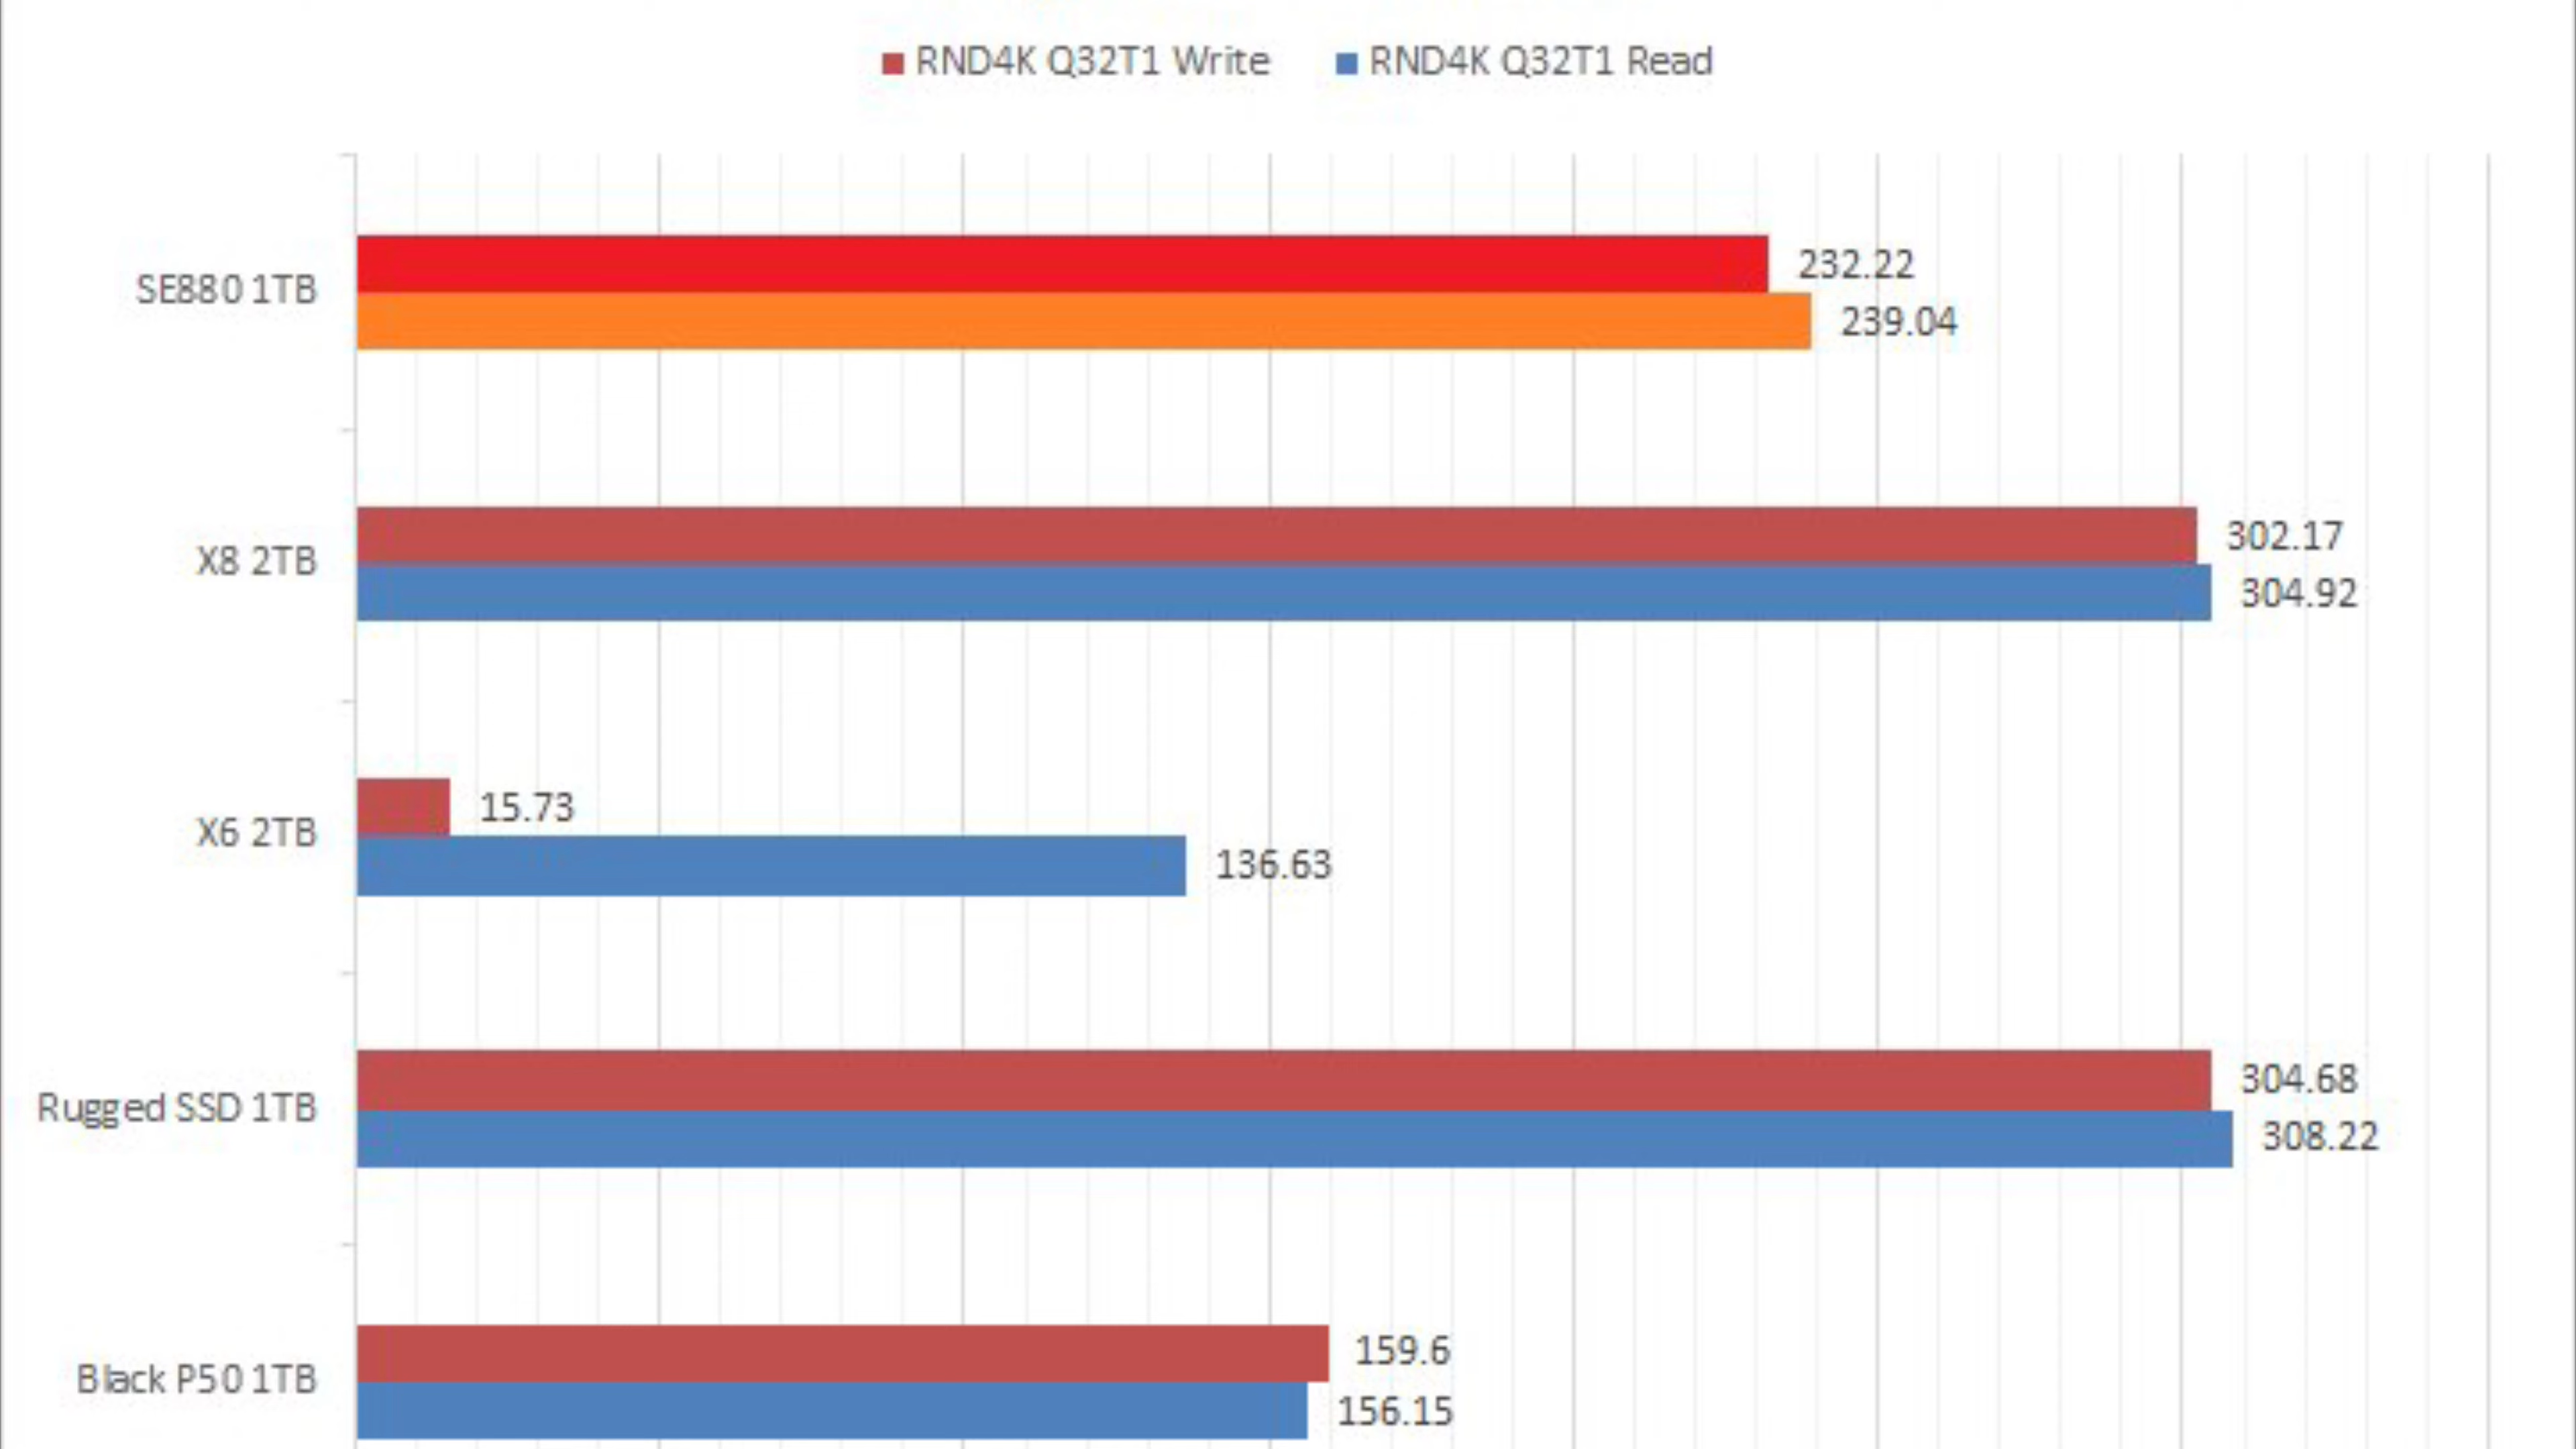 RND4K Q32T1 Write RND4K Q32T1 Read
232.22
SE880 1TB
239.04
302.17
X8 2TB
304.92
15.73
X6 2TB
136.63
304.68
Rugged SSD 1TB
308.22
159.6
Black P50 1TB
156.15